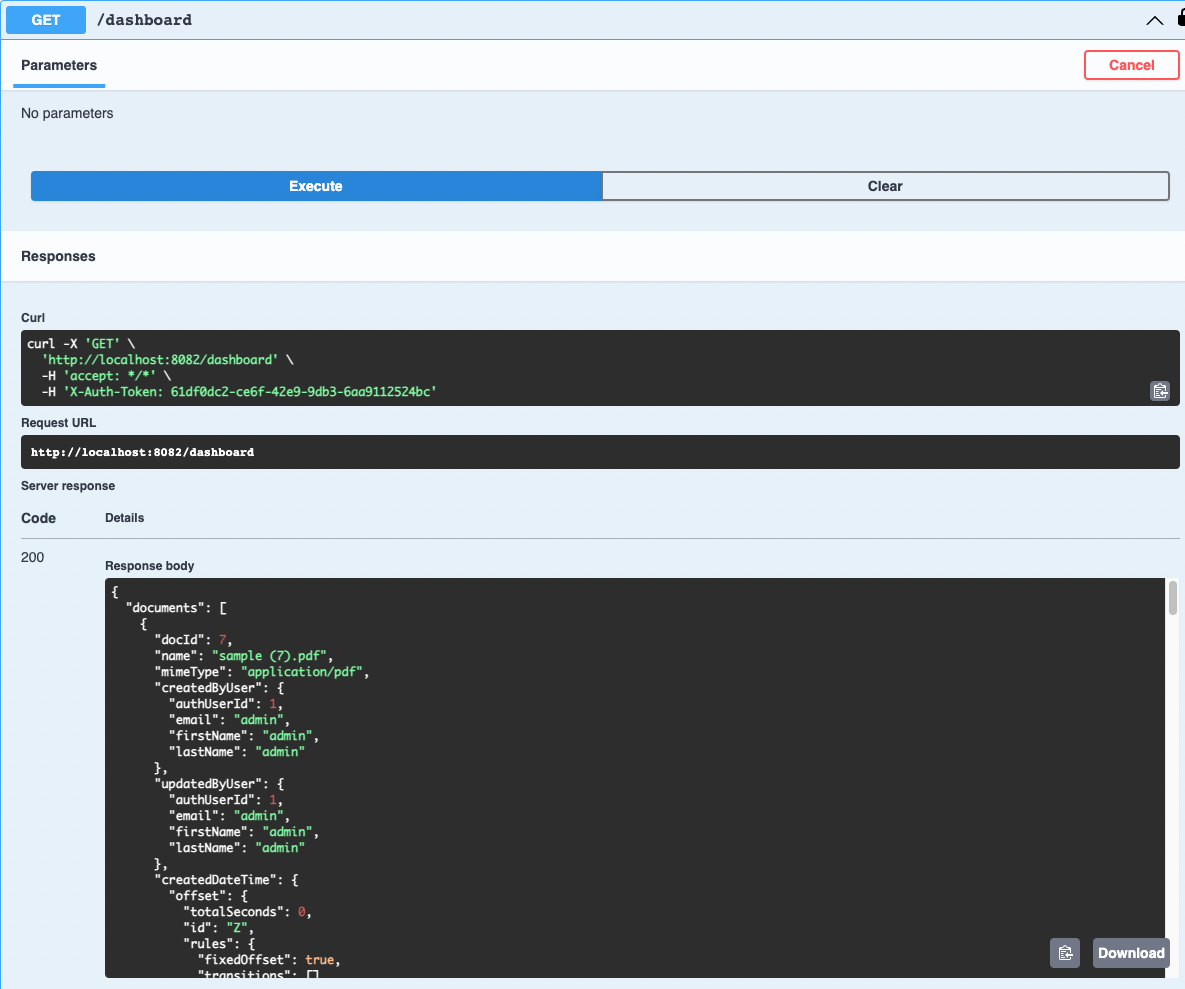 GET /dashboard
Parameters
Cancel
No parameters
Execute
Clear
Responses
Curl
curl -X 'GET' \
  'http://localhost:8082/dashboard' \
  -H 'accept: */*' \
  -H 'X-Auth-Token: 61df0dc2-ce6f-42e9-9db3-6aa9112524bc'
Request URL
http://localhost:8082/dashboard
Server response
Code Details
200
Response body
{
  "documents": [
    {
      "docId": 7,
      "name": "sample (7).pdf",
      "mimeType": "application/pdf",
      "createdByUser": {
        "authUserId": 1,
        "email": "admin",
        "firstName": "admin",
        "lastName": "admin"
      },
      "updatedByUser": {
        "authUserId": 1,
        "email": "admin",
        "firstName": "admin",
        "lastName": "admin"
      },
      "createdDateTime": {
        "offset": {
          "totalSeconds": 0,
          "id": "Z",
          "rules": {
            "fixedOffset": true,
            "transitions": []
Download